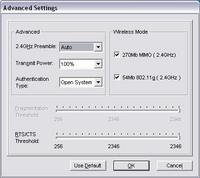 Advanced Settings
Advanced
2.4GHz Preamble: Auto
Transmit Power: 100%
Authentication Type: Open System
Wireless Mode
270Mb MIMO ( 2.4GHz)
54Mb 802.11g ( 2.4GHz )
Fragmentation Threshold:
256 2346 2346
RTS/CTS Threshold:
256 2346 2346
Use Default OK Cancel